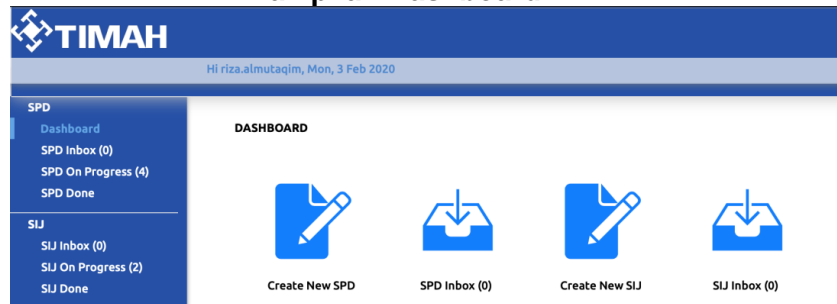 TIMAH
Hi riza.almutaqim, Mon, 3 Feb 2020
SPD
Dashboard
SPD Inbox (0)
SPD On Progress (4)
SPD Done
SIJ
SIJ Inbox (0)
SIJ On Progress (2)
SIJ Done
DASHBOARD
Create New SPD
SPD Inbox (0)
Create New SIJ
SIJ Inbox (0)